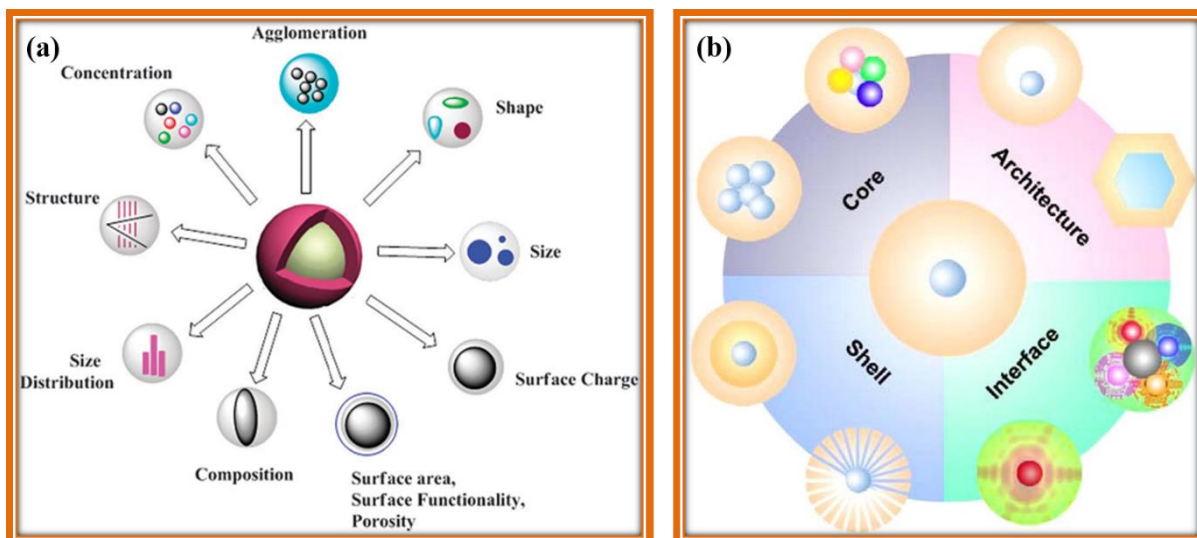 (a)
Agglomeration
Concentration
Shape
Structure
Size
Size
Distribution
Surface Charge
Composition
Surface area,
Surface Functionality,
Porosity
(b)
Core
Architecture
Shell
Interface